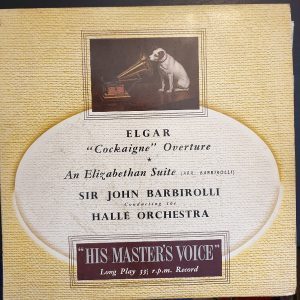 ELGAR
"Cockaigne" Overture
★
An Elizabethan Suite (ARR: BARBIROLLI)
SIR JOHN BARBIROLLI
Conducting the
HALLÉ ORCHESTRA
"HIS MASTER'S VOICE"
Long Play 33⅓ r.p.m. Record